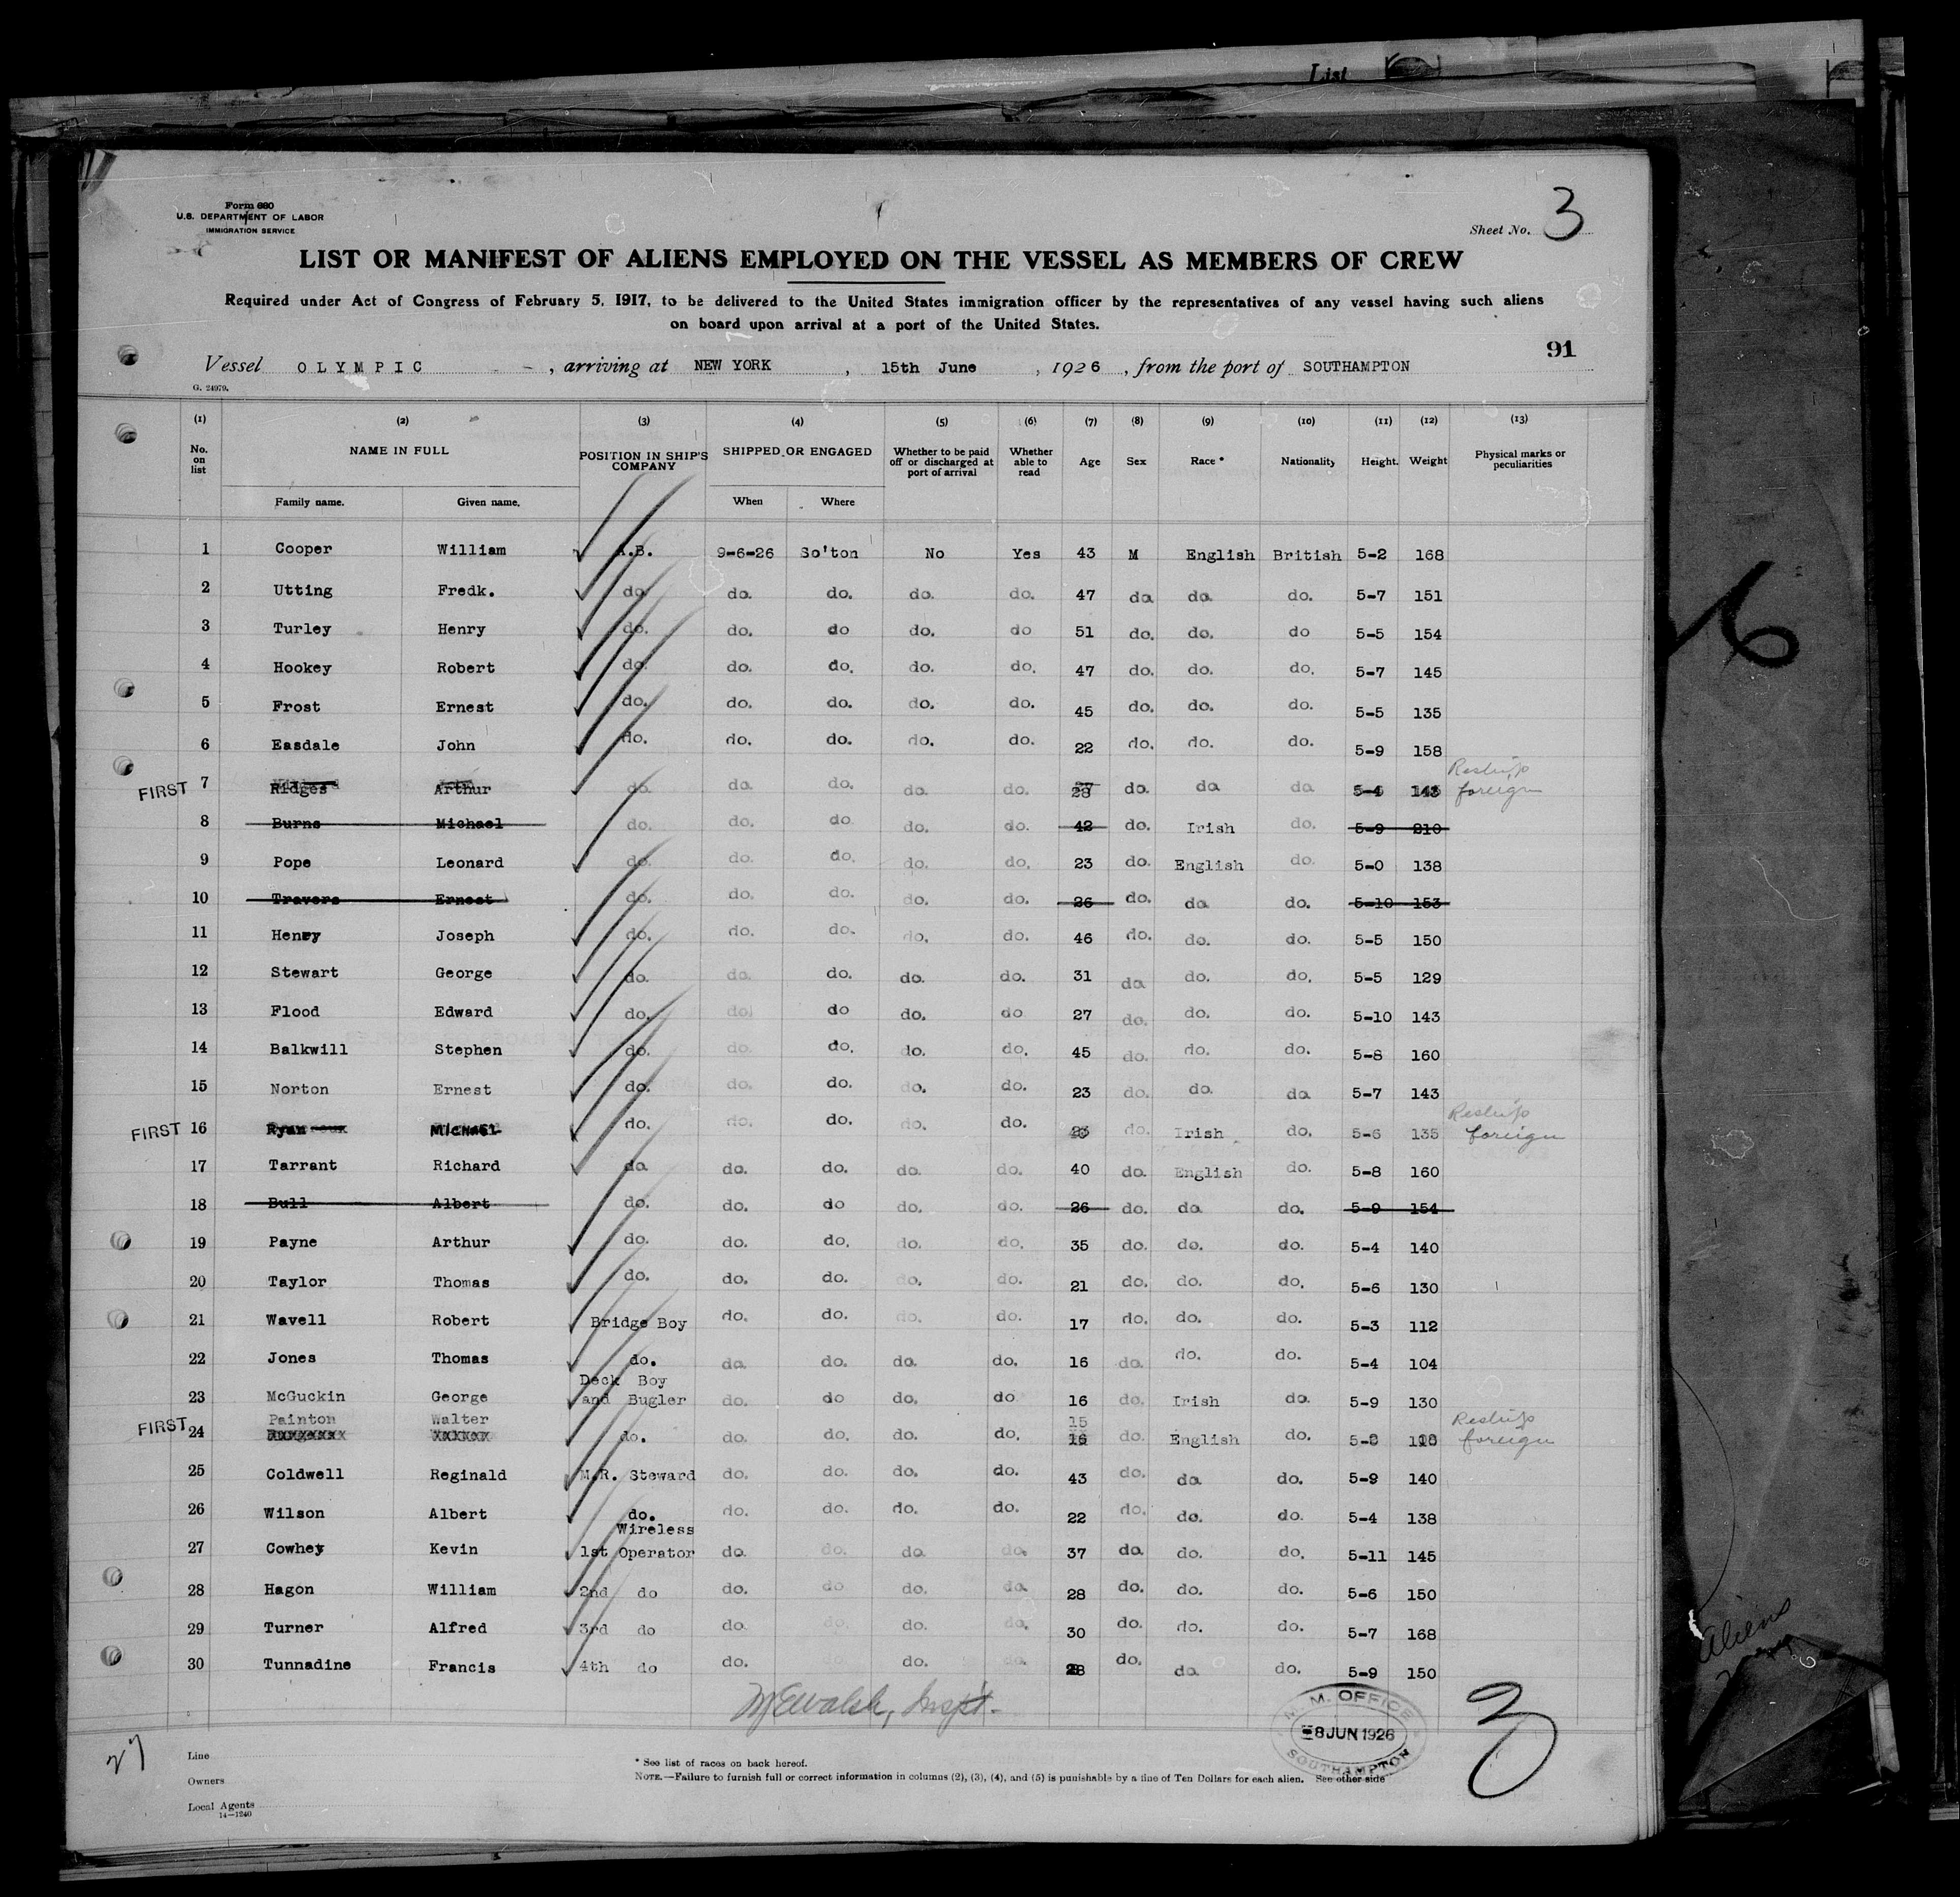 List
Form 680
U.S. DEPARTMENT OF LABOR
IMMIGRATION SERVICE
Sheet No. 3
LIST OR MANIFEST OF ALIENS EMPLOYED ON THE VESSEL AS MEMBERS OF CREW
Required under Act of Congress of February 5, 1917, to be delivered to the United States immigration officer by the representatives of any vessel having such aliens
on board upon arrival at a port of the United States.
91
Vessel OLYMPIC, arriving at NEW YORK, 15th June, 1926, from the port of SOUTHAMPTON
G. 24979.
(1) (2) (3) (4) (5) (6) (7) (8) (9) (10) (11) (12) (13)
No. on list NAME IN FULL POSITION IN SHIP'S COMPANY SHIPPED OR ENGAGED Whether to be paid off or discharged at port of arrival Whether able to read Age Sex Race * Nationality Height. Weight Physical marks or peculiarities
Family name. Given name. When Where
1 Cooper William A.B. 9-6-26 So'ton No Yes 43 M English British 5-2 168
2 Utting Fredk. do. do. do. do. do. 47 do do. do. 5-7 151
3 Turley Henry do. do. do do. do 51 do. do. do 5-5 154
4 Hookey Robert do. do. do. do. do. 47 do. do. do. 5-7 145
5 Frost Ernest do. do. do. do. do. 45 do. do. do. 5-5 135
6 Easdale John do. do. do. do. do. 22 do. do. do. 5-9 158
FIRST 7 Ridges Arthur do. do. do. do. do. 28 do. do do 5-4 143 Reship foreign
8 Burns Michael do. do. do do. do. 42 do. Irish do. 5-9 210
9 Pope Leonard do. do. do. do. do. 23 do. English do. 5-0 138
10 Travers Ernest do. do. do. do. do. 26 do. do do. 5-10 153
11 Henry Joseph do. do. do. do. do. 46 do. do. do. 5-5 150
12 Stewart George do. do. do. do. do. 31 do do. do. 5-5 129
13 Flood Edward do. do. do do. do 27 do. do. do. 5-10 143
14 Balkwill Stephen do. do. do. do. do. 45 do. do. do. 5-8 160
15 Norton Ernest do. do. do. do. do. 23 do. do. do 5-7 143
FIRST 16 Ryan Michael do. do. do. do. do. do. Irish do. 5-6 135 Reship foreign
17 Tarrant Richard do do. do. do. do. 40 do. English do. 5-8 160
18 Bull Albert do. do. do do. do. 26 do. do do. 5-9 154
19 Payne Arthur do. do. do. do. do. 35 do. do. do. 5-4 140
20 Taylor Thomas do. do. do. do. do. 21 do. do. do. 5-6 130
21 Wavell Robert Bridge Boy do. do. do. do. 17 do. do. do. 5-3 112
22 Jones Thomas do. do. do. do. do. 16 do. do. do. 5-4 104
Deck Boy
23 McGuckin George and Bugler do. do do. do 16 do. Irish do. 5-9 130
Painton Walter 15
FIRST 24 do. do. do. do. do. 16 do. English do. Reship foreign
25 Coldwell Reginald M.R. Steward do. do. do. do. 43 do. do do. 5-9 140
26 Wilson Albert do. do. do. do. do. 22 do. do. do. 5-4 138
Wireless
27 Cowhey Kevin 1st Operator do. do. do. do. 37 do. do. do. 5-11 145
28 Hagon William 2nd do do. do do. do. 28 do. do. do. 5-6 150
29 Turner Alfred 3rd do do. do. do. do. 30 do. do. do. 5-7 168
30 Tunnadine Francis 4th do do. do. do. do. 28 do. do. do. 5-9 150
Walsh, Inspt.
M. OFFICE
8 JUN 1926
SOUTHAMPTON
3
27
Line
Owners
Local Agents
14-1240
* See list of races on back hereof.
NOTE.—Failure to furnish full or correct information in columns (2), (3), (4), and (5) is punishable by a fine of Ten Dollars for each alien. See other side
6
Aliens